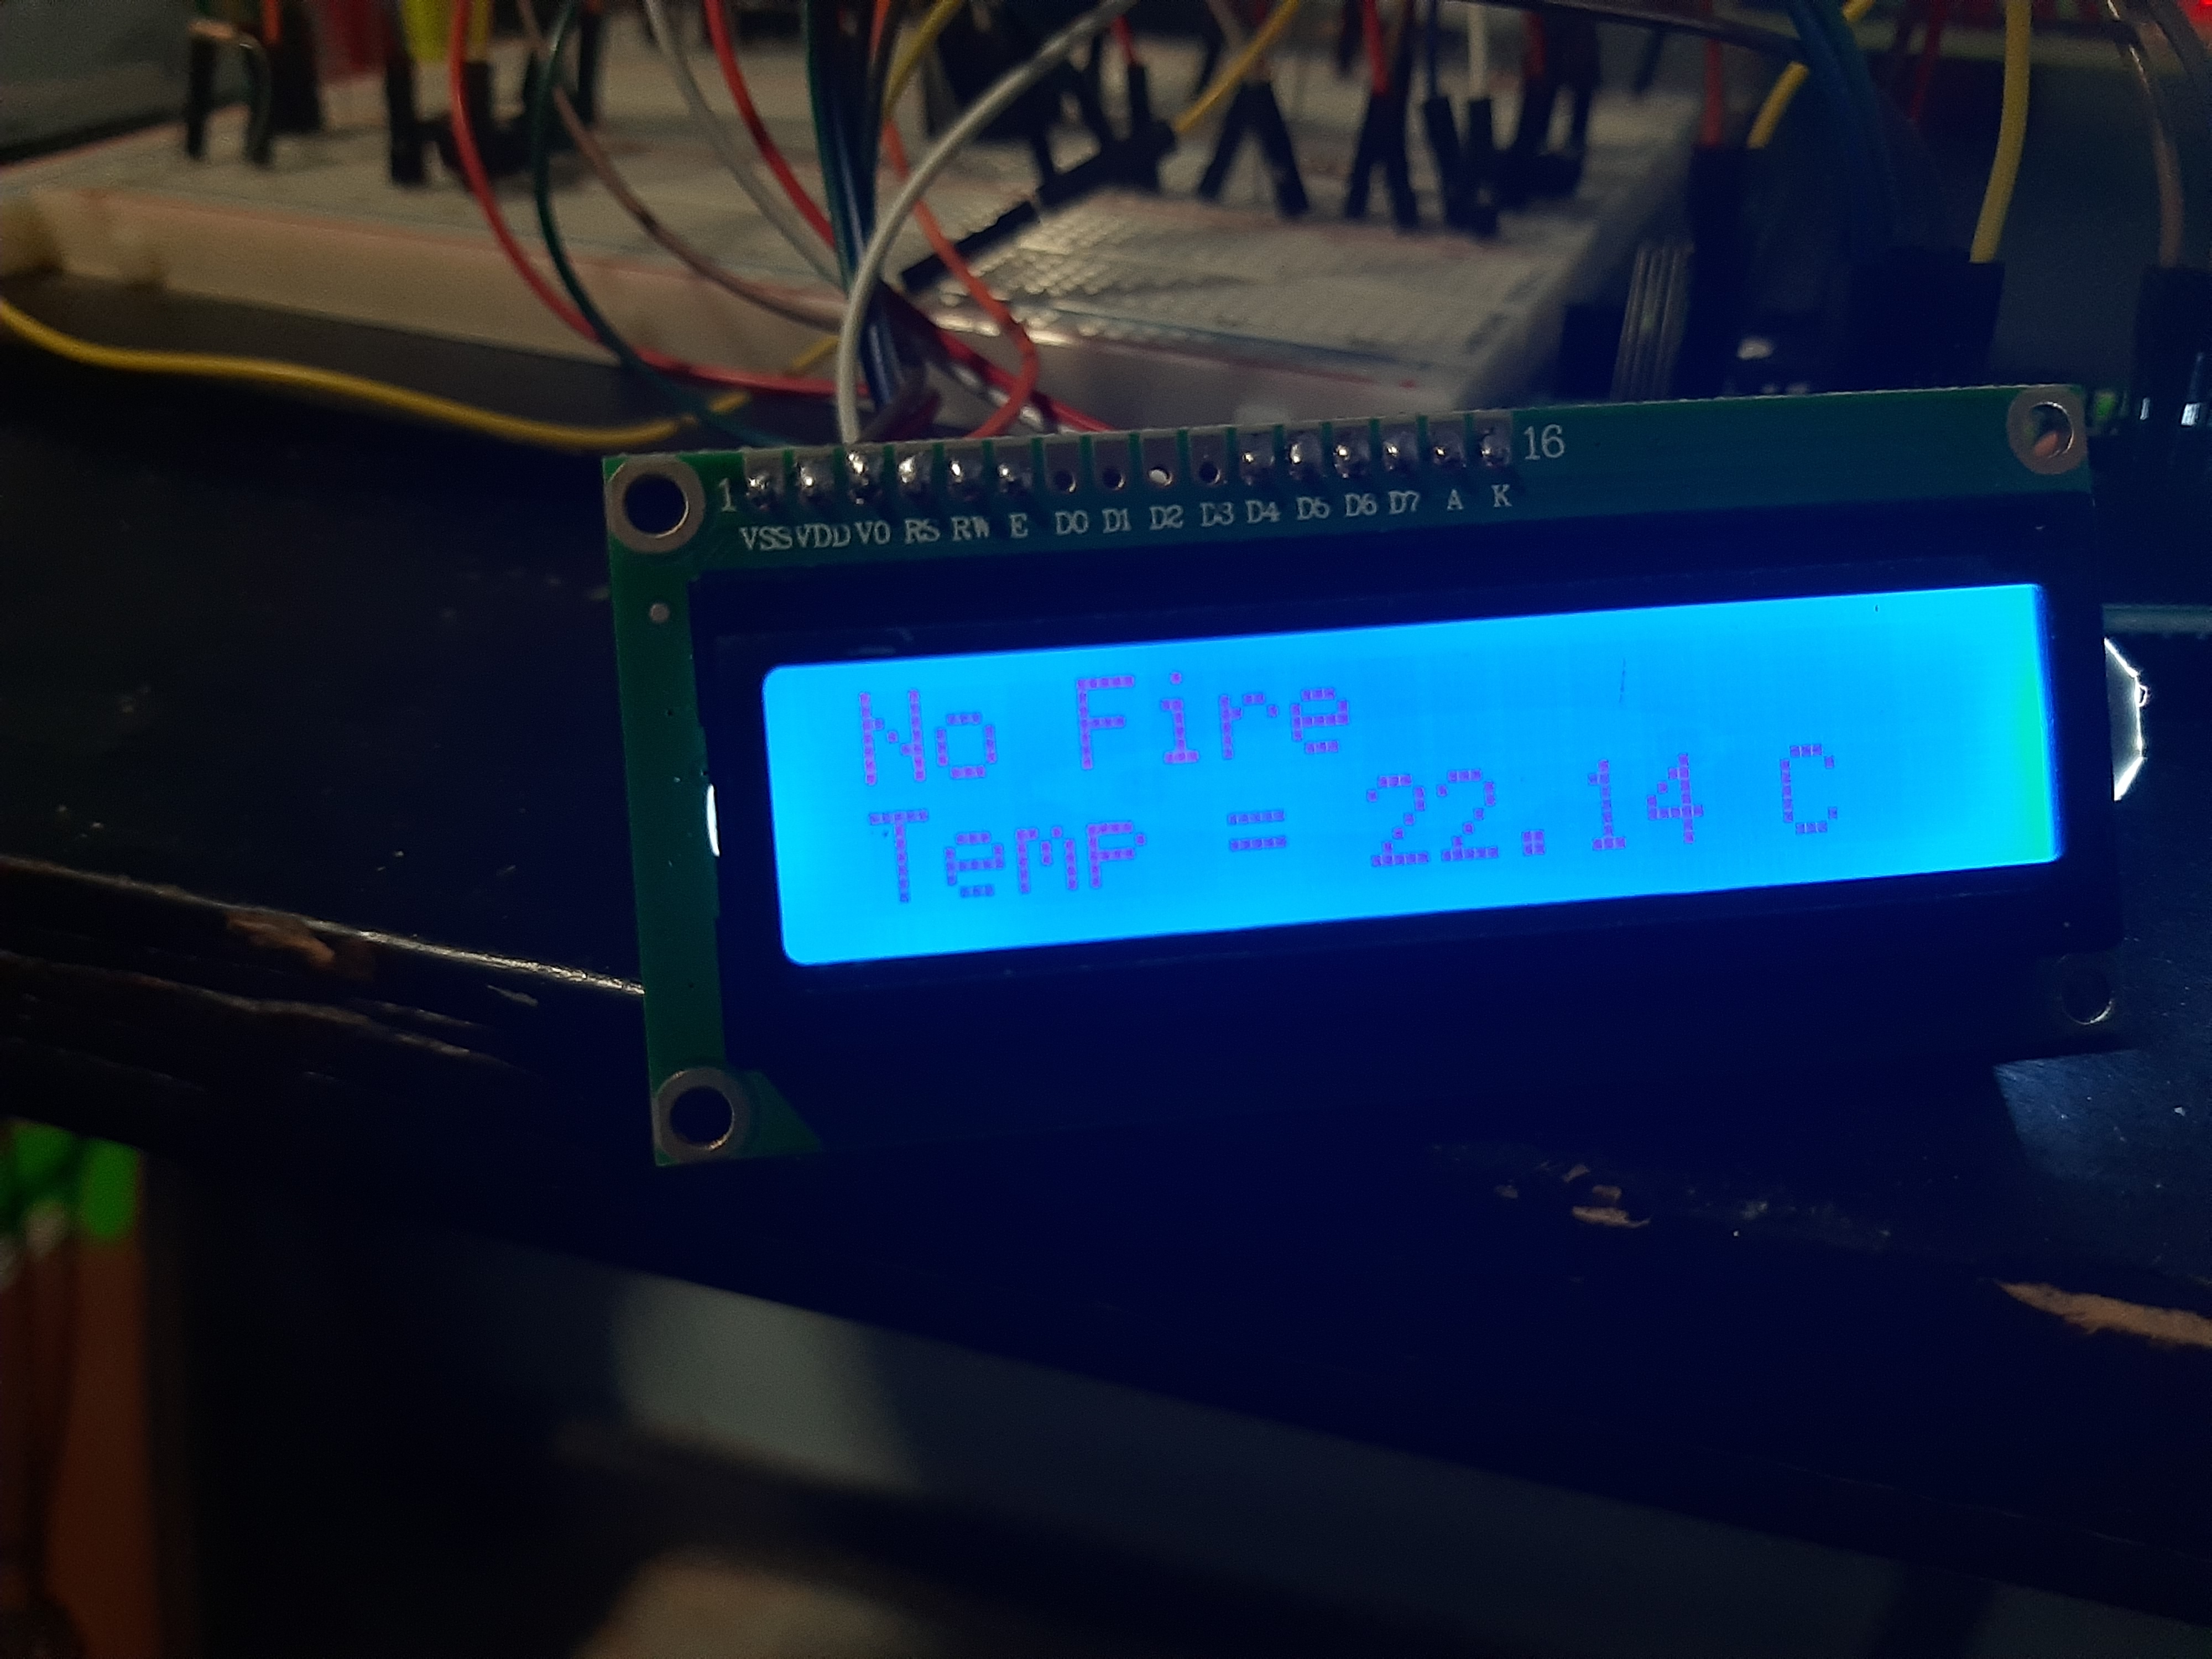 1 16
VSS VDD V0 RS RW E D0 D1 D2 D3 D4 D5 D6 D7 A K
No Fire
Temp = 22.14 C